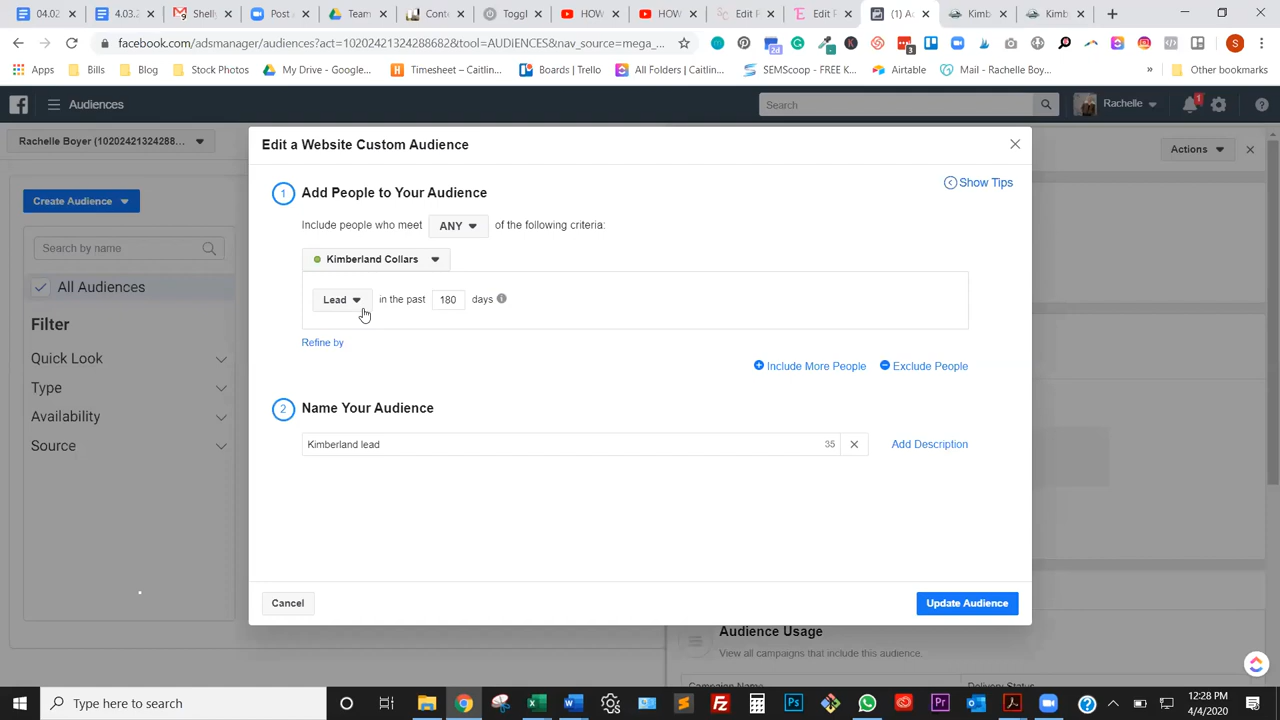 04.02
4.03.2
Shelly
Post
Team
Cont
Toggl
HOW
HOW
Edit P
Edit P
(1) Ac
Kimb
Kimb
facebook.com/adsmanager/audiences?act=10202421324288682&tool=AUDIENCES&nav_source=mega_...
Apps
Bills
Blog
Stock Photos
My Drive - Google...
Timesheet – Caitlin...
Boards | Trello
All Folders | Caitlin...
SEMScoop - FREE K...
Airtable
Mail - Rachelle Boy...
»
Other bookmarks
Audiences
Search
Rachelle
1
Rachelle Boyer (10202421324288...
Actions
Create Audience
Search by name
All Audiences
Filter
Quick Look
Type
Availability
Source
Edit a Website Custom Audience
Show Tips
1 Add People to Your Audience
Include people who meet ANY of the following criteria:
Kimberland Collars
Lead in the past 180 days
Refine by
Include More People Exclude People
2 Name Your Audience
Kimberland lead 35 Add Description
Cancel
Update Audience
Audience Usage
View all campaigns that include this audience.
Campaign Name
Delivery Status
Type here to search
12:28 PM
4/4/2020